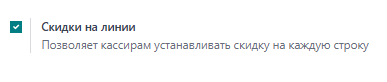 Скидки на линии
Позволяет кассирам устанавливать скидку на каждую строку